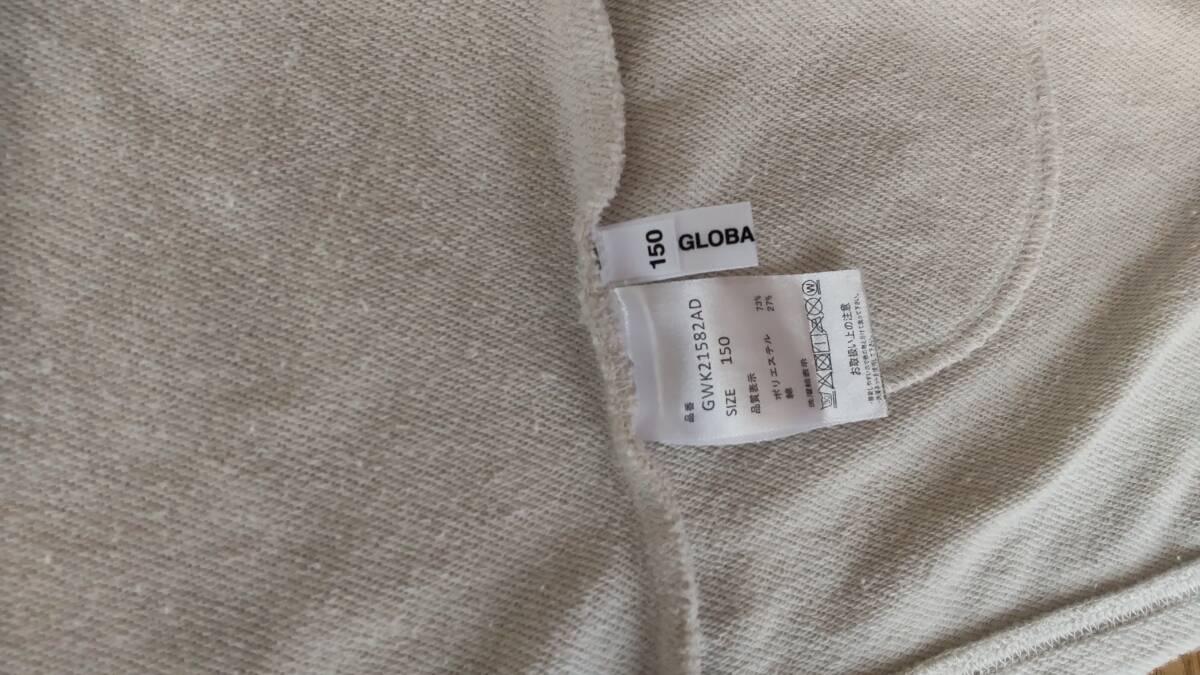 150
GLOBA
品番
GWK21582AD
SIZE 150
品質表示
ポリエステル 73%
綿 27%
お取扱い上の注意